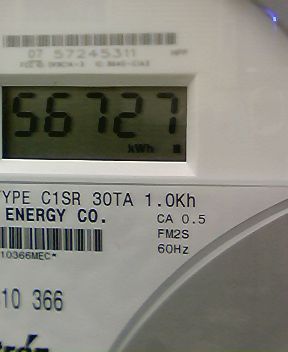 07 57245311
56727
kWh
TYPE C1SR 30TA 1.0Kh
ENERGY CO.
CA 0.5
FM2S
60Hz
10366MEC*
10 366